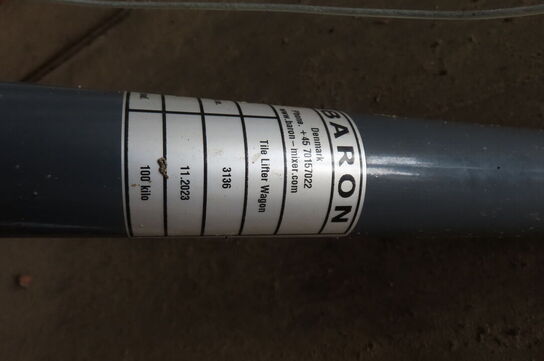 BARON
Denmark
Phone. +45 70157022
www.baron-mixer.com
Tile Lifter Wagon
3136
11.2023
100 kilo